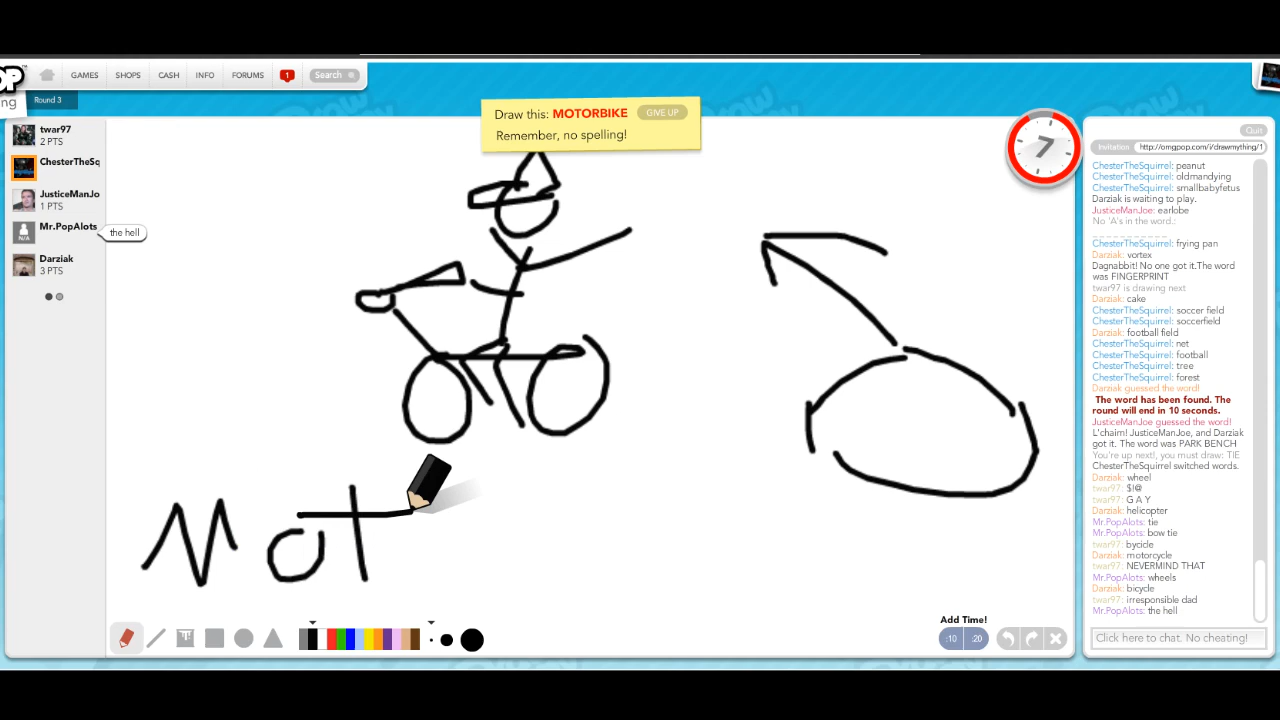 OP™
GAMES SHOPS CASH INFO FORUMS 1 Search
ng
Round 3
twar97
2 PTS
ChesterTheSq
JusticeManJo
1 PTS
Mr.PopAlots
N/A
the hell
Darziak
3 PTS
Draw this: MOTORBIKE GIVE UP
Remember, no spelling!
7
Mot
Add Time!
:10 :20
Quit
Invitation http://omgpop.com/i/drawmything/1
ChesterTheSquirrel: peanut
ChesterTheSquirrel: oldmandying
ChesterTheSquirrel: smallbabyfetus
Darziak is waiting to play.
JusticeManJoe: earlobe
No 'A's in the word.:
_ _ _ _ _ _ _ _ _ _ _
ChesterTheSquirrel: frying pan
Darziak: vortex
Dagnabbit! No one got it.The word
was FINGERPRINT
twar97 is drawing next
Darziak: cake
ChesterTheSquirrel: soccer field
ChesterTheSquirrel: soccerfield
Darziak: football field
ChesterTheSquirrel: net
ChesterTheSquirrel: football
ChesterTheSquirrel: tree
ChesterTheSquirrel: forest
Darziak guessed the word!
The word has been found. The
round will end in 10 seconds.
JusticeManJoe guessed the word!
L'chaim! JusticeManJoe, and Darziak
got it. The word was PARK BENCH
You're up next!, you must draw: TIE
ChesterTheSquirrel switched words.
Darziak: wheel
twar97: $!@
twar97: G A Y
Darziak: helicopter
Mr.PopAlots: tie
Mr.PopAlots: bow tie
twar97: bycicle
Darziak: motorcycle
twar97: NEVERMIND THAT
Mr.PopAlots: wheels
Darziak: bicycle
twar97: irresponsible dad
Mr.PopAlots: the hell
Click here to chat. No cheating!